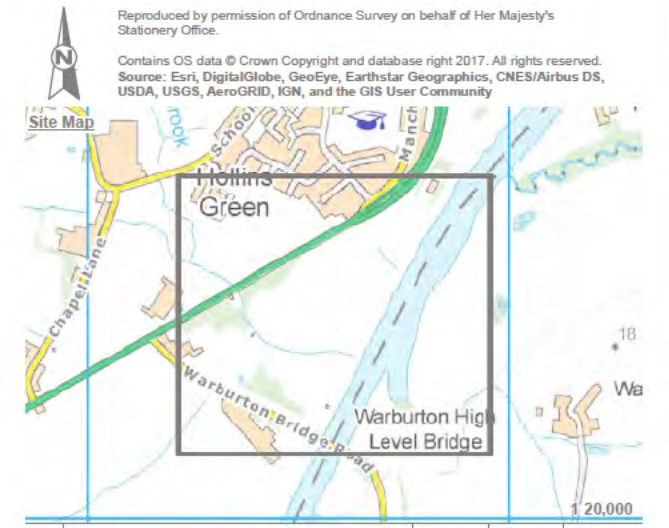 Reproduced by permission of Ordnance Survey on behalf of Her Majesty's
Stationery Office.
N
Contains OS data © Crown Copyright and database right 2017. All rights reserved.
Source: Esri, DigitalGlobe, GeoEye, Earthstar Geographics, CNES/Airbus DS,
USDA, USGS, AeroGRID, IGN, and the GIS User Community
Site Map
rook
School
Manch
Hollins
Green
Chapel Lane
18
Wa
Warburton Bridge Road
Warburton High
Level Bridge
1:20,000